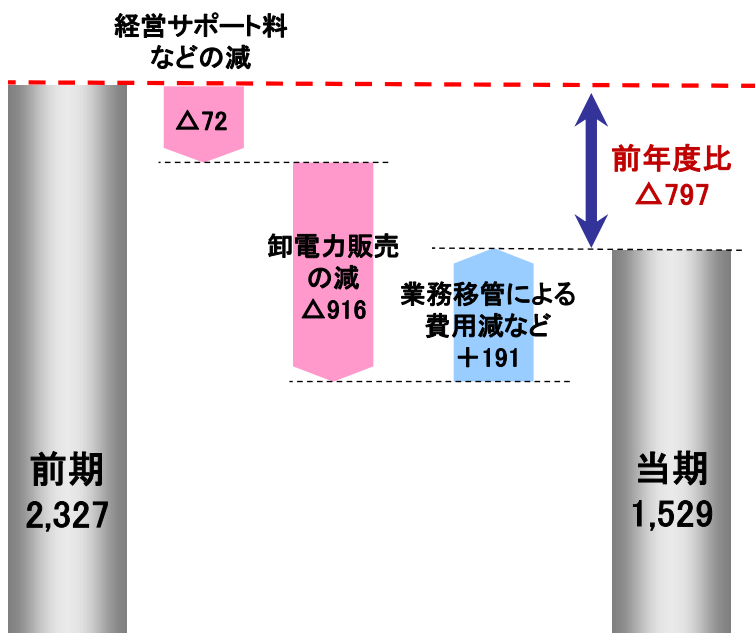 経営サポート料
などの減
△72
前年度比
△797
卸電力販売
の減
△916
業務移管による
費用減など
＋191
前期
2,327
当期
1,529